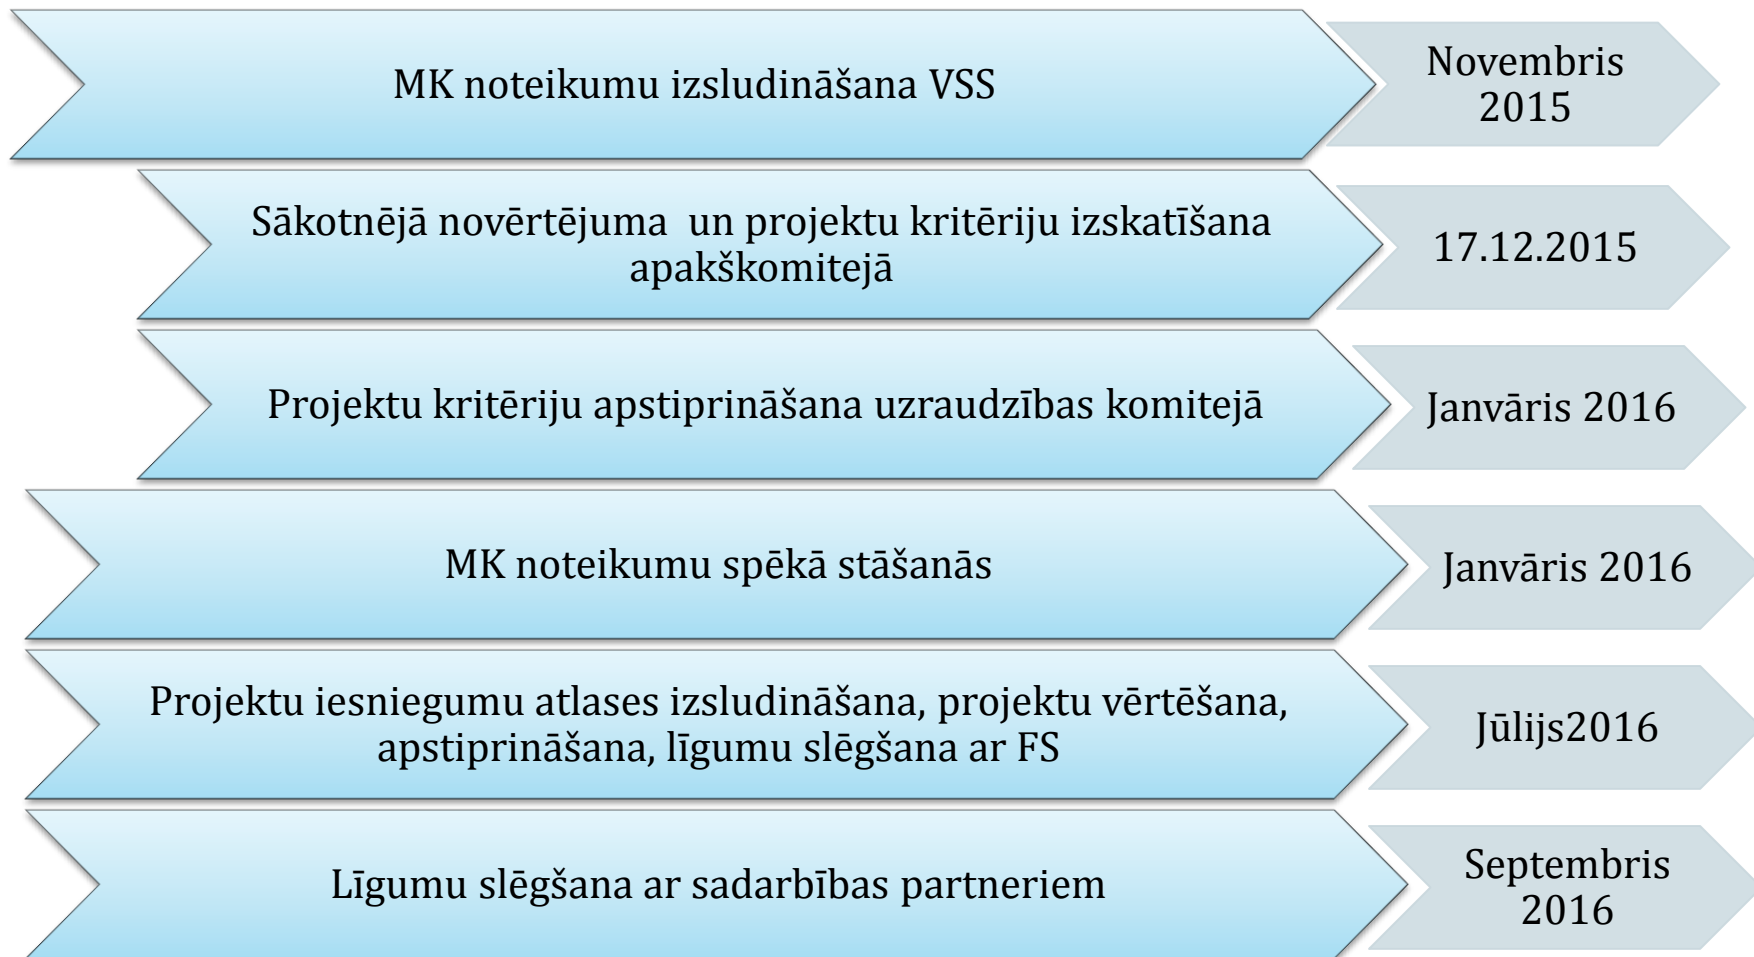 MK noteikumu izsludināšana VSS
Novembris
2015
Sākotnējā novērtējuma  un projektu kritēriju izskatīšana
apakškomitejā
17.12.2015
Projektu kritēriju apstiprināšana uzraudzības komitejā
Janvāris 2016
MK noteikumu spēkā stāšanās
Janvāris 2016
Projektu iesniegumu atlases izsludināšana, projektu vērtēšana,
apstiprināšana, līgumu slēgšana ar FS
Jūlijs2016
Līgumu slēgšana ar sadarbības partneriem
Septembris
2016